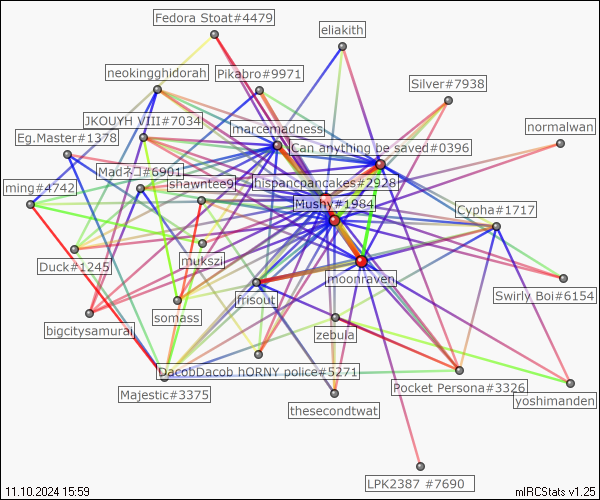 Fedora Stoat#4479
eliakith
neokingghidorah
Pikabro#9971
Silver#7938
JKOUYH VIII#7034
marcemadness
normalwan
Eg.Master#1378
Can anything be saved#0396
Madネコ#6901
shawntee9
hispancpancakes#2928
ming#4742
Mushy#1984
Cypha#1717
Duck#1245
mukszi
moonraven
Swirly Boi#6154
frisout
bigcitysamurai
somass
zebula
DacobDacob hORNY police#5271
Majestic#3375
Pocket Persona#3326
yoshimanden
thesecondtwat
LPK2387 #7690
11.10.2024 15:59
mIRCStats v1.25